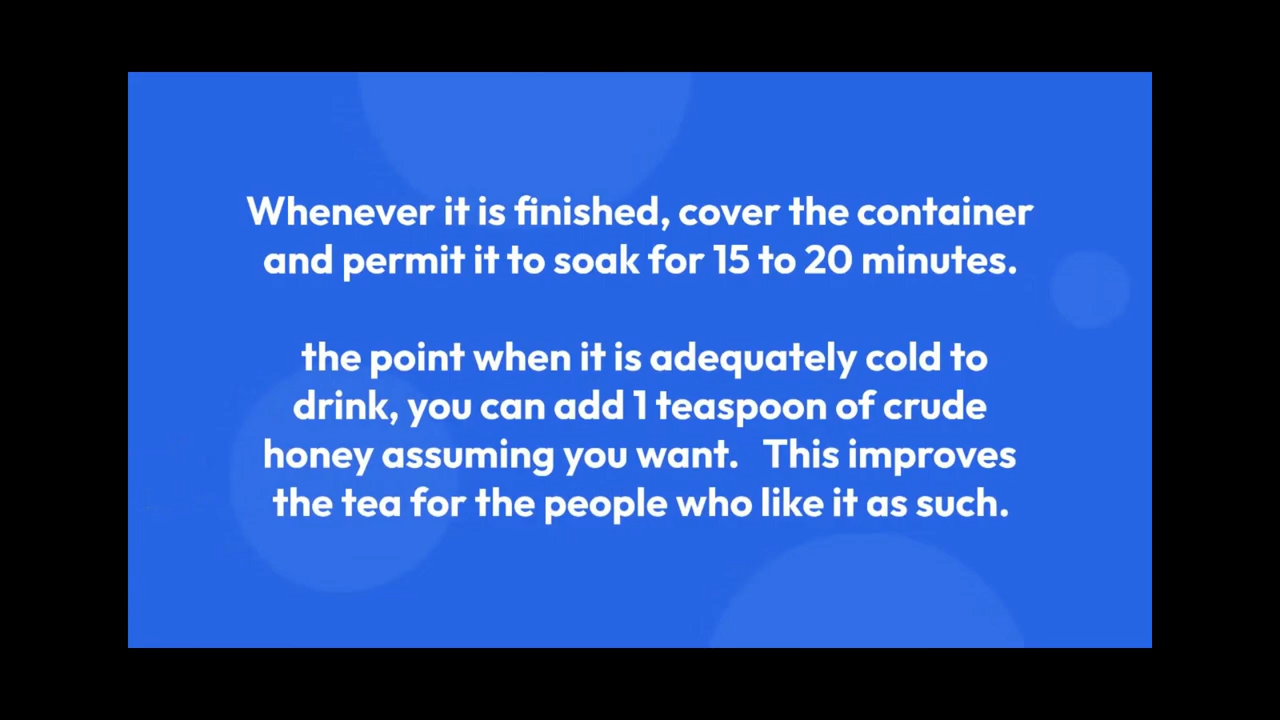 Whenever it is finished, cover the container
and permit it to soak for 15 to 20 minutes.
the point when it is adequately cold to
drink, you can add 1 teaspoon of crude
honey assuming you want.   This improves
the tea for the people who like it as such.